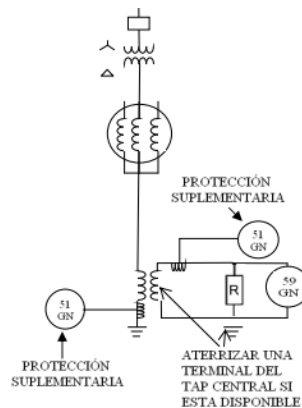 PROTECCIÓN
SUPLEMENTARIA
51
GN
59
GN
R
51
GN
PROTECCIÓN
SUPLEMENTARIA
ATERRIZAR UNA
TERMINAL DEL
TAP CENTRAL SI
ESTA DISPONIBLE